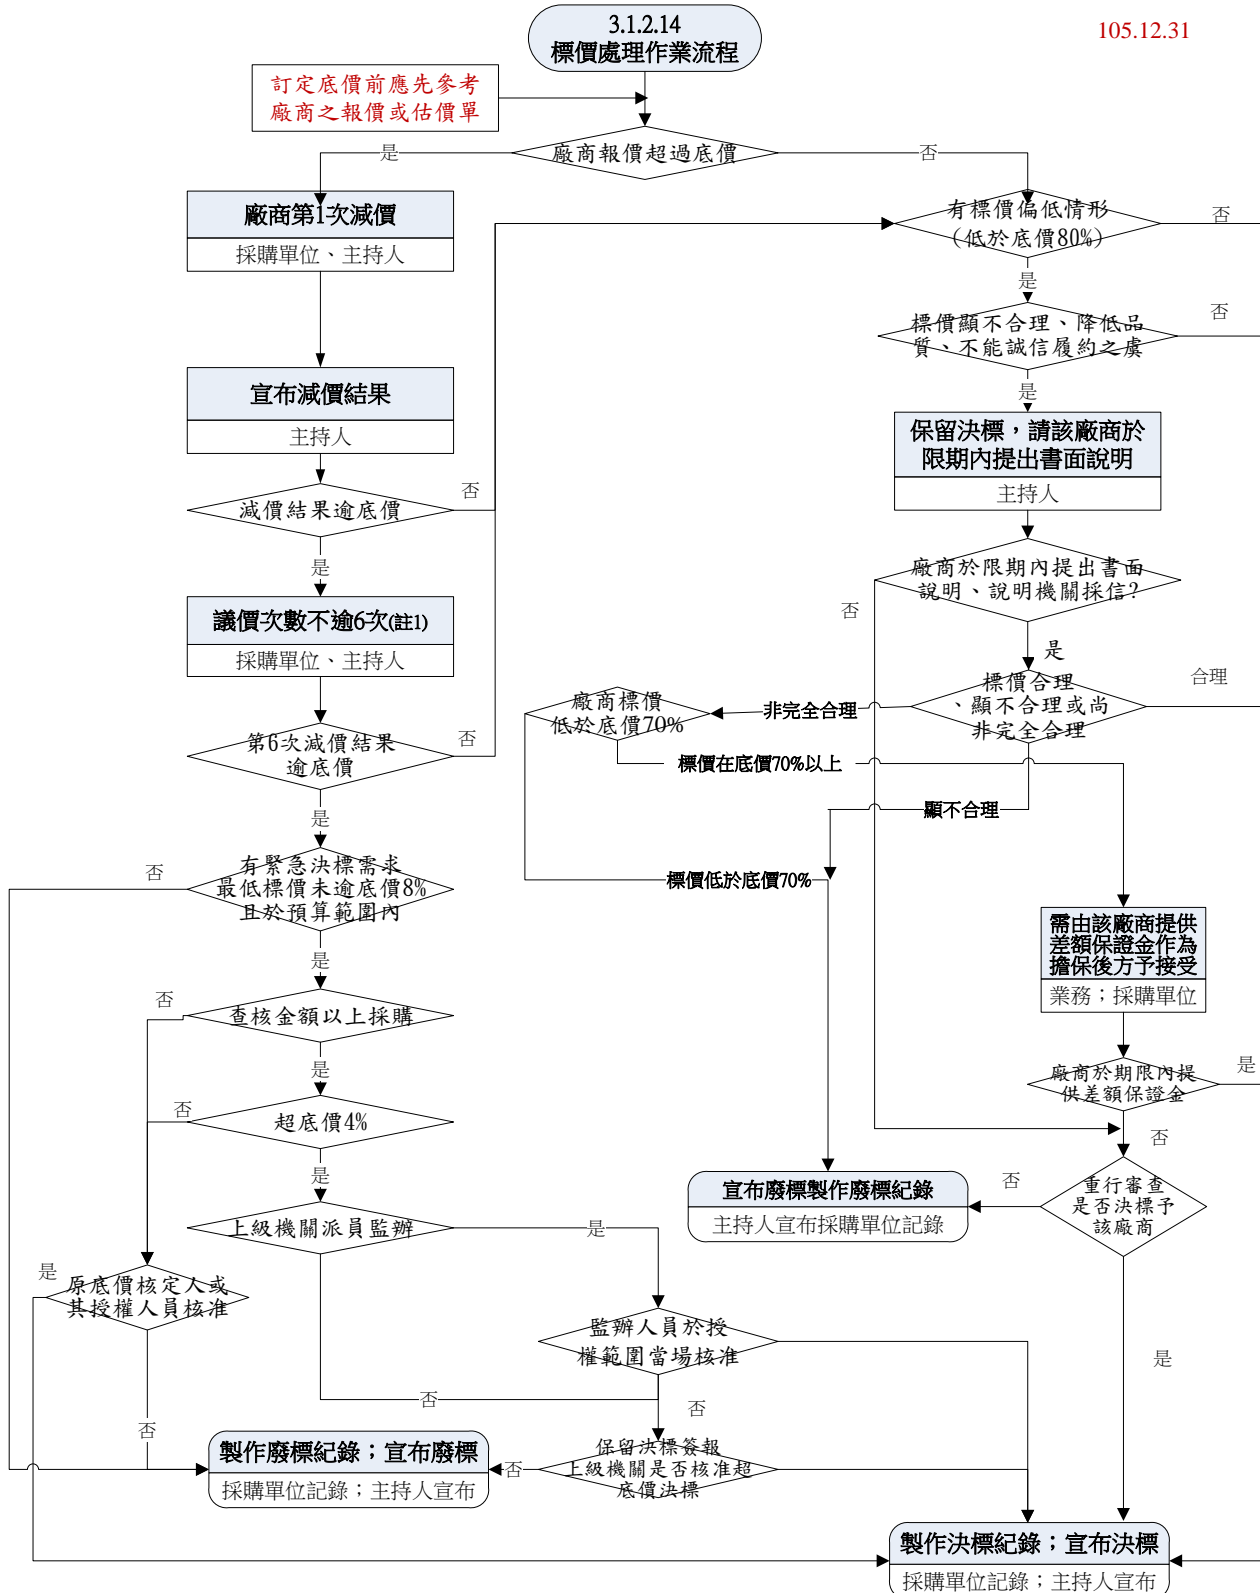 3.1.2.14
標價處理作業流程
105.12.31
訂定底價前應先參考
廠商之報價或估價單
廠商報價超過底價
是
否
廠商第1次減價
採購單位、主持人
有標價偏低情形
(低於底價80%)
否
是
標價顯不合理、降低品
質、不能誠信履約之虞
否
是
宣布減價結果
主持人
保留決標，請該廠商於
限期內提出書面說明
主持人
減價結果逾底價
否
是
廠商於限期內提出書面
說明、說明機關採信?
否
是
議價次數不逾6次(註1)
採購單位、主持人
標價合理
、顯不合理或尚
非完全合理
合理
非完全合理
廠商標價
低於底價70%
第6次減價結果
逾底價
否
是
標價在底價70%以上
顯不合理
標價低於底價70%
有緊急決標需求
最低標價未逾底價8%
且於預算範圍內
否
是
需由該廠商提供
差額保證金作為
擔保後方予接受
業務；採購單位
查核金額以上採購
否
是
廠商於期限內提
供差額保證金
是
否
超底價4%
否
是
重行審查
是否決標予
該廠商
否
是
宣布廢標製作廢標紀錄
主持人宣布採購單位記錄
上級機關派員監辦
是
否
原底價核定人或
其授權人員核准
是
否
監辦人員於授
權範圍當場核准
否
保留決標簽報
上級機關是否核准超
底價決標
否
製作廢標紀錄；宣布廢標
採購單位記錄；主持人宣布
製作決標紀錄；宣布決標
採購單位記錄；主持人宣布